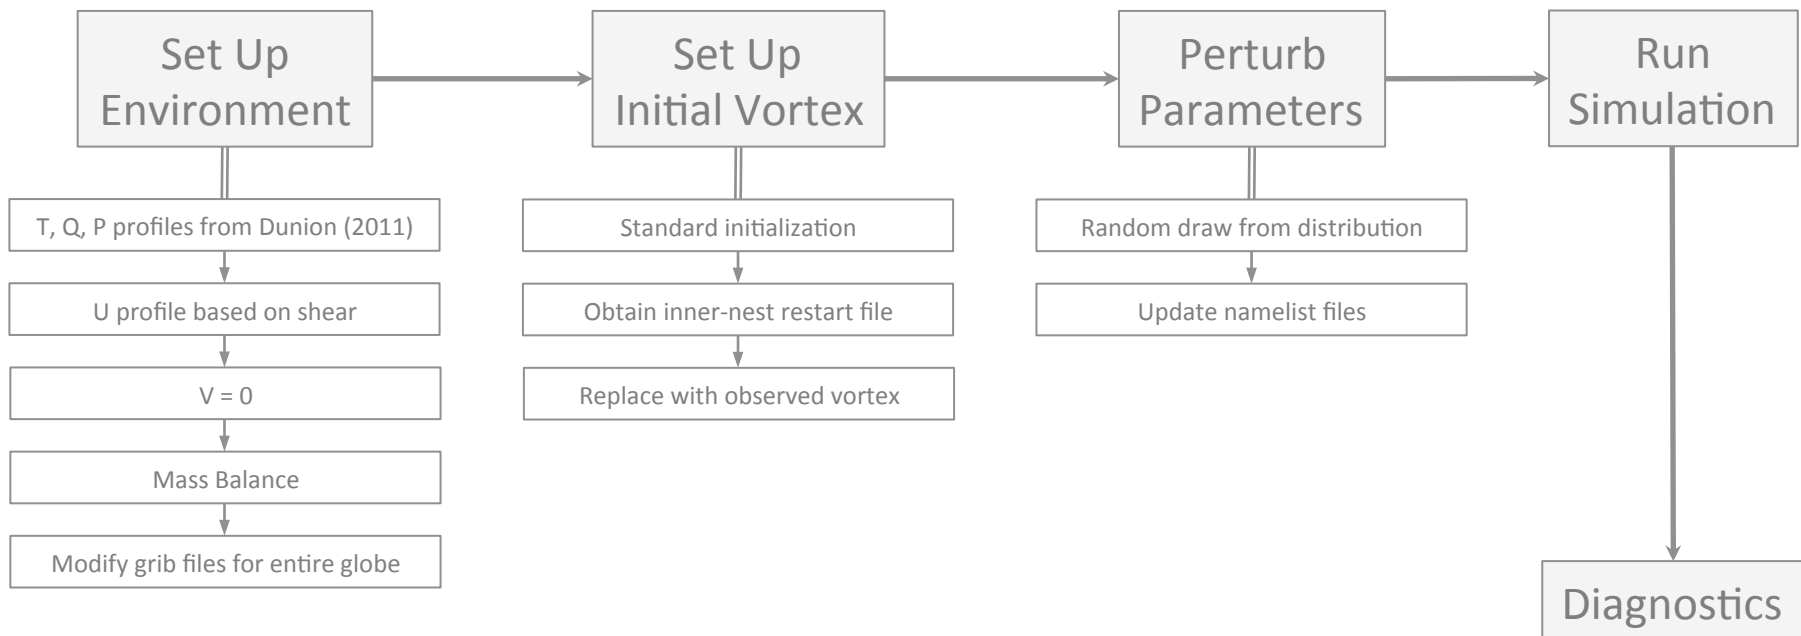 Set Up
Environment
Set Up
Initial Vortex
Perturb
Parameters
Run
Simulation
T, Q, P profiles from Dunion (2011)
U profile based on shear
V = 0
Mass Balance
Modify grib files for entire globe
Standard initialization
Obtain inner-nest restart file
Replace with observed vortex
Random draw from distribution
Update namelist files
Diagnostics